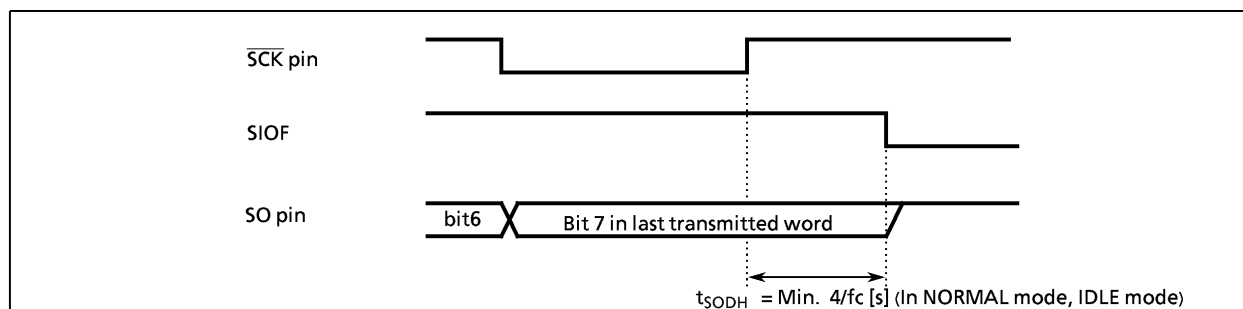 SCK pin
SIOF
SO pin
bit6
Bit 7 in last transmitted word
tSODH = Min. 4/fc [s] (In NORMAL mode, IDLE mode)